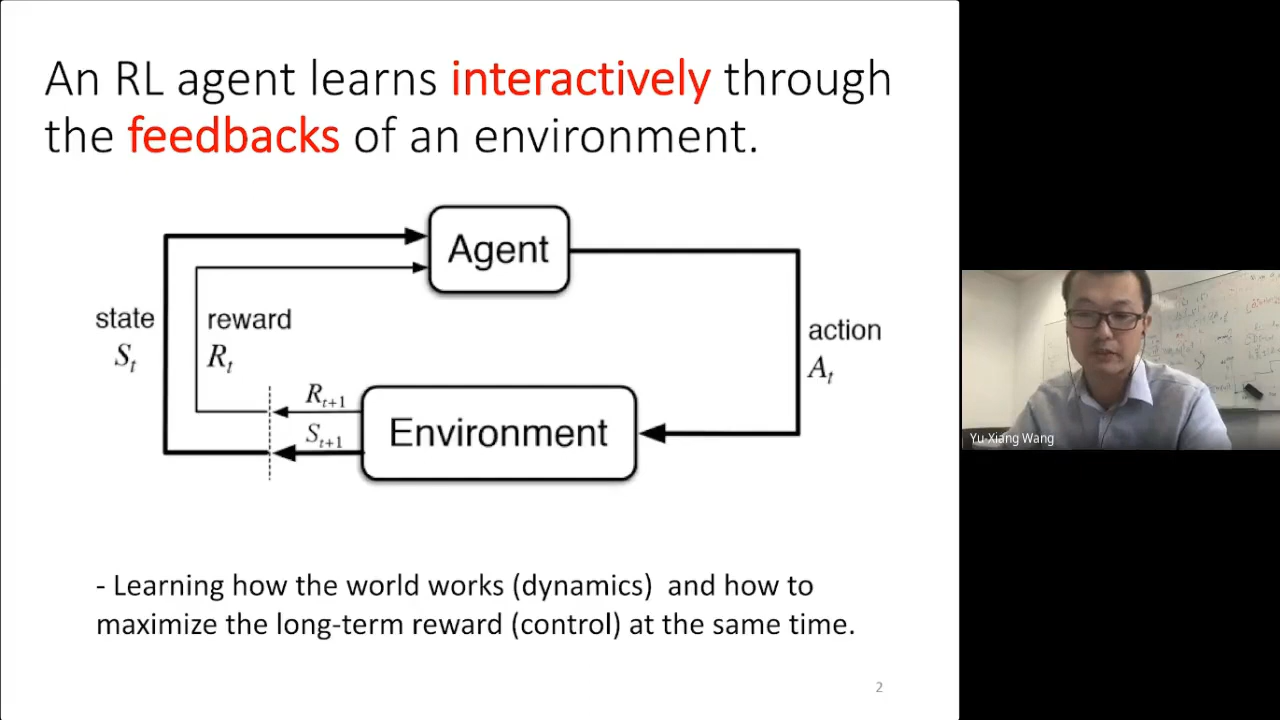 An RL agent learns interactively through
the feedbacks of an environment.
Agent
state
S_t
reward
R_t
action
A_t
R_{t+1}
S_{t+1}
Environment
- Learning how the world works (dynamics)  and how to
maximize the long-term reward (control) at the same time.
2
Yu-Xiang Wang